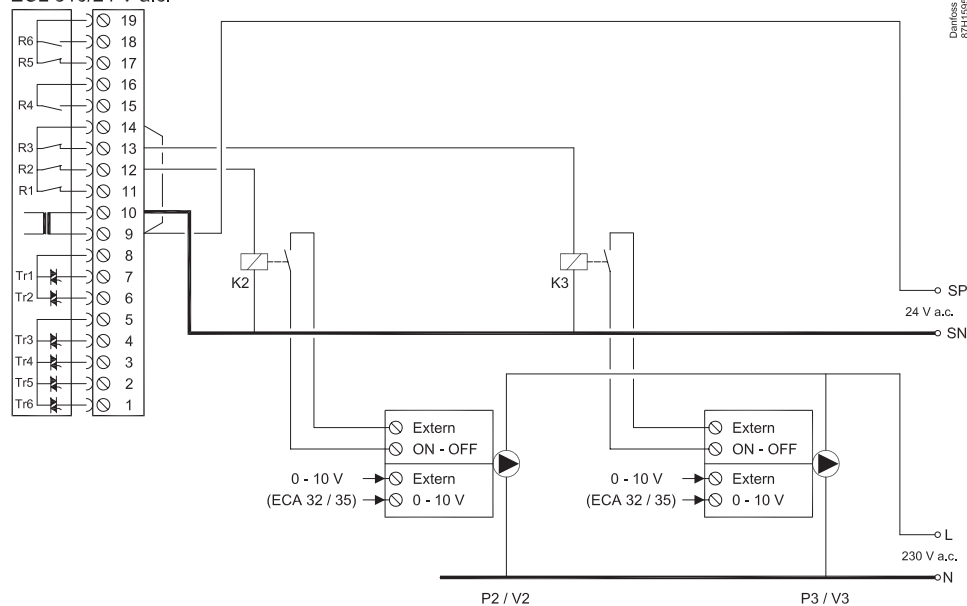 ECL 310/24 V a.c.
Danfoss
19
R6 18
R5 17
16
R4 15
14
R3 13
R2 12
R1 11
10
9
8
Tr1 7
Tr2 6
5
Tr3 4
Tr4 3
Tr5 2
Tr6 1
K2
K3
SP
24 V a.c.
SN
Extern
ON - OFF
0 - 10 V Extern
(ECA 32 / 35) 0 - 10 V
Extern
ON - OFF
0 - 10 V Extern
(ECA 32 / 35) 0 - 10 V
L
230 V a.c.
N
P2 / V2
P3 / V3